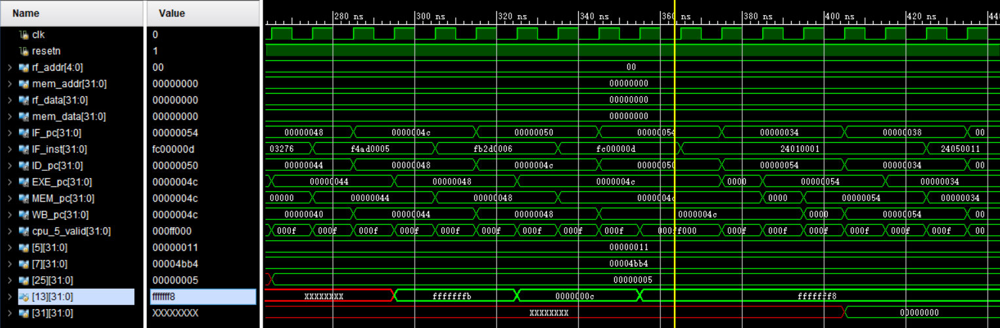 Name Value 280 ns 300 ns 320 ns 340 ns 360 ns 380 ns 400 ns 420 ns
clk 0
resetn 1
rf_addr[4:0] 00 00
mem_addr[31:0] 00000000 00000000
rf_data[31:0] 00000000 00000000
mem_data[31:0] 00000000 00000000
IF_pc[31:0] 00000054 00000048 0000004c 00000050 00000054 00000034 00000038 00
IF_inst[31:0] fc00000d 03276 f4ad0005 fb2d0006 fc00000d 24010001 24050011
ID_pc[31:0] 00000050 00000044 00000048 0000004c 00000050 00000054 00000034 00
EXE_pc[31:0] 0000004c 00000044 00000048 0000004c 0000 00000054 00000034
MEM_pc[31:0] 0000004c 00000 00000044 00000048 0000004c 0000 00000054 00000034
WB_pc[31:0] 0000004c 00000040 00000044 00000048 0000004c 0000 00000054 00
cpu_5_valid[31:0] 000ff000 000f 000f 000f 000f 000f 000f 000f 000f 000f 000ff000 000f 000f 000f 000f 000f 00
[5][31:0] 00000011 00000011
[7][31:0] 00004bb4 00004bb4
[25][31:0] 00000005 00000005
[13][31:0] fffffff8 XXXXXXXX fffffffb 0000000c fffffff8
[31][31:0] XXXXXXXX XXXXXXXX 00000000